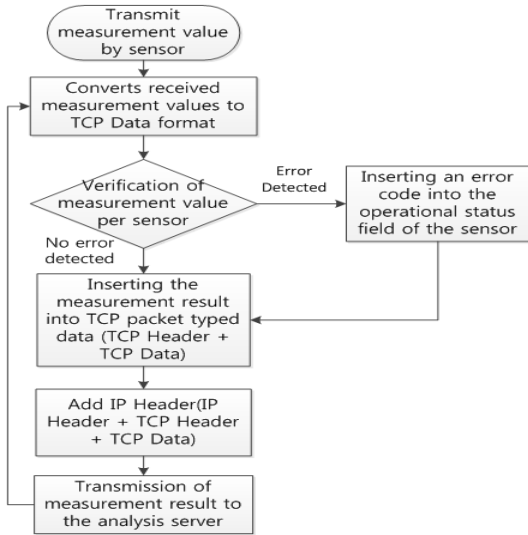 Transmit
measurement value
by sensor
Converts received
measurement values to
TCP Data format
Verification of
measurement value
per sensor
Error
Detected
Inserting an error
code into the
operational status
field of the sensor
No error
detected
Inserting the
measurement result
into TCP packet typed
data (TCP Header +
TCP Data)
Add IP Header(IP
Header + TCP Header
+ TCP Data)
Transmission of
measurement result to
the analysis server